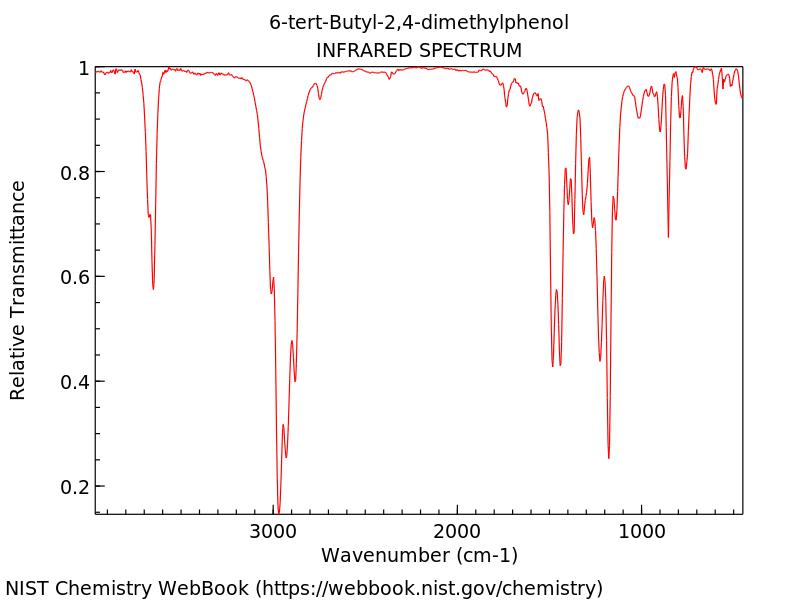 6-tert-Butyl-2,4-dimethylphenol
INFRARED SPECTRUM
1
0.8
0.6
0.4
0.2
Relative Transmittance
3000 2000 1000
Wavenumber (cm-1)
NIST Chemistry WebBook (https://webbook.nist.gov/chemistry)